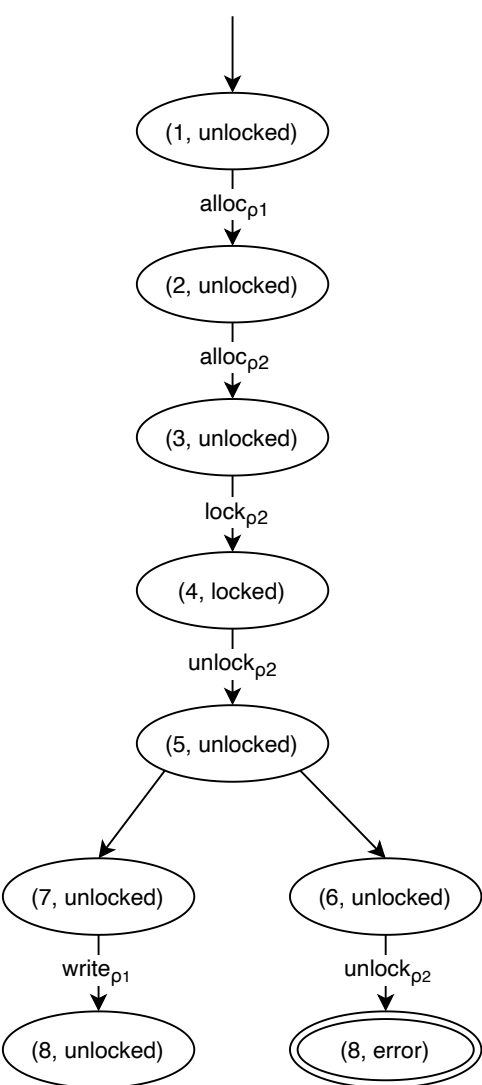 (1, unlocked)
allocρ1
(2, unlocked)
allocρ2
(3, unlocked)
lockρ2
(4, locked)
unlockρ2
(5, unlocked)
(7, unlocked) (6, unlocked)
writeρ1 unlockρ2
(8, unlocked) (8, error)